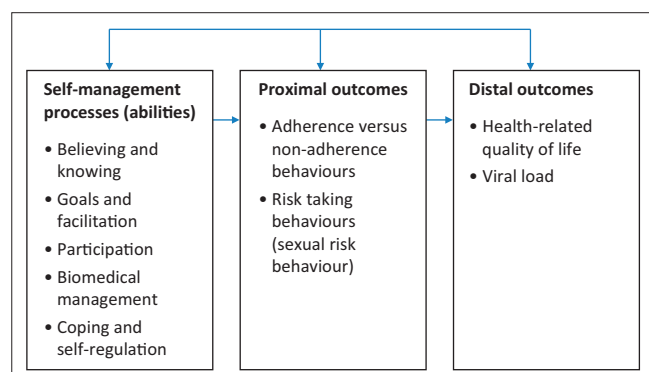 Self-management
processes (abilities)
• Believing and
knowing
• Goals and
facilitation
• Participation
• Biomedical
management
• Coping and
self-regulation
Proximal outcomes
• Adherence versus
non-adherence
behaviours
• Risk taking
behaviours
(sexual risk
behaviour)
Distal outcomes
• Health-related
quality of life
• Viral load